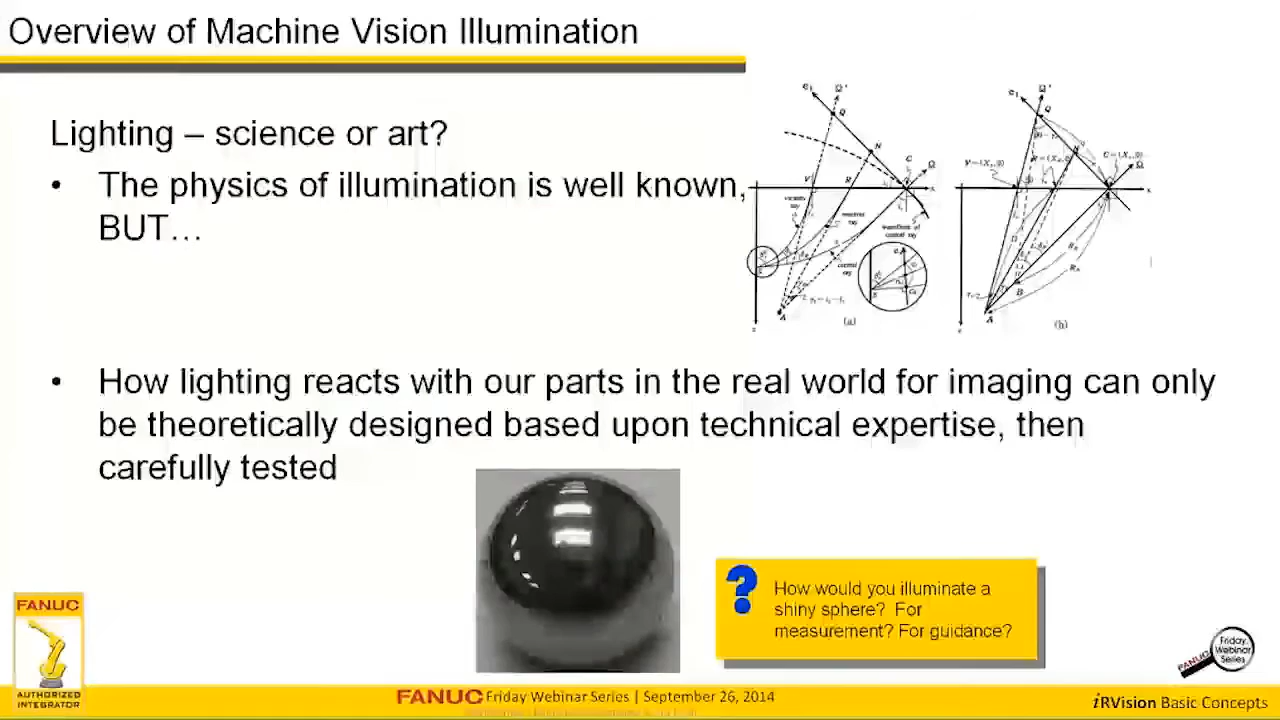 Overview of Machine Vision Illumination
Lighting – science or art?
• The physics of illumination is well known,
BUT…
(a)
(b)
• How lighting reacts with our parts in the real world for imaging can only
be theoretically designed based upon technical expertise, then
carefully tested
?
How would you illuminate a
shiny sphere? For
measurement? For guidance?
FANUC
AUTHORIZED
INTEGRATOR
FANUC Friday Webinar Series | September 26, 2014
FANUC
Friday
Webinar
Series
iRVision Basic Concepts